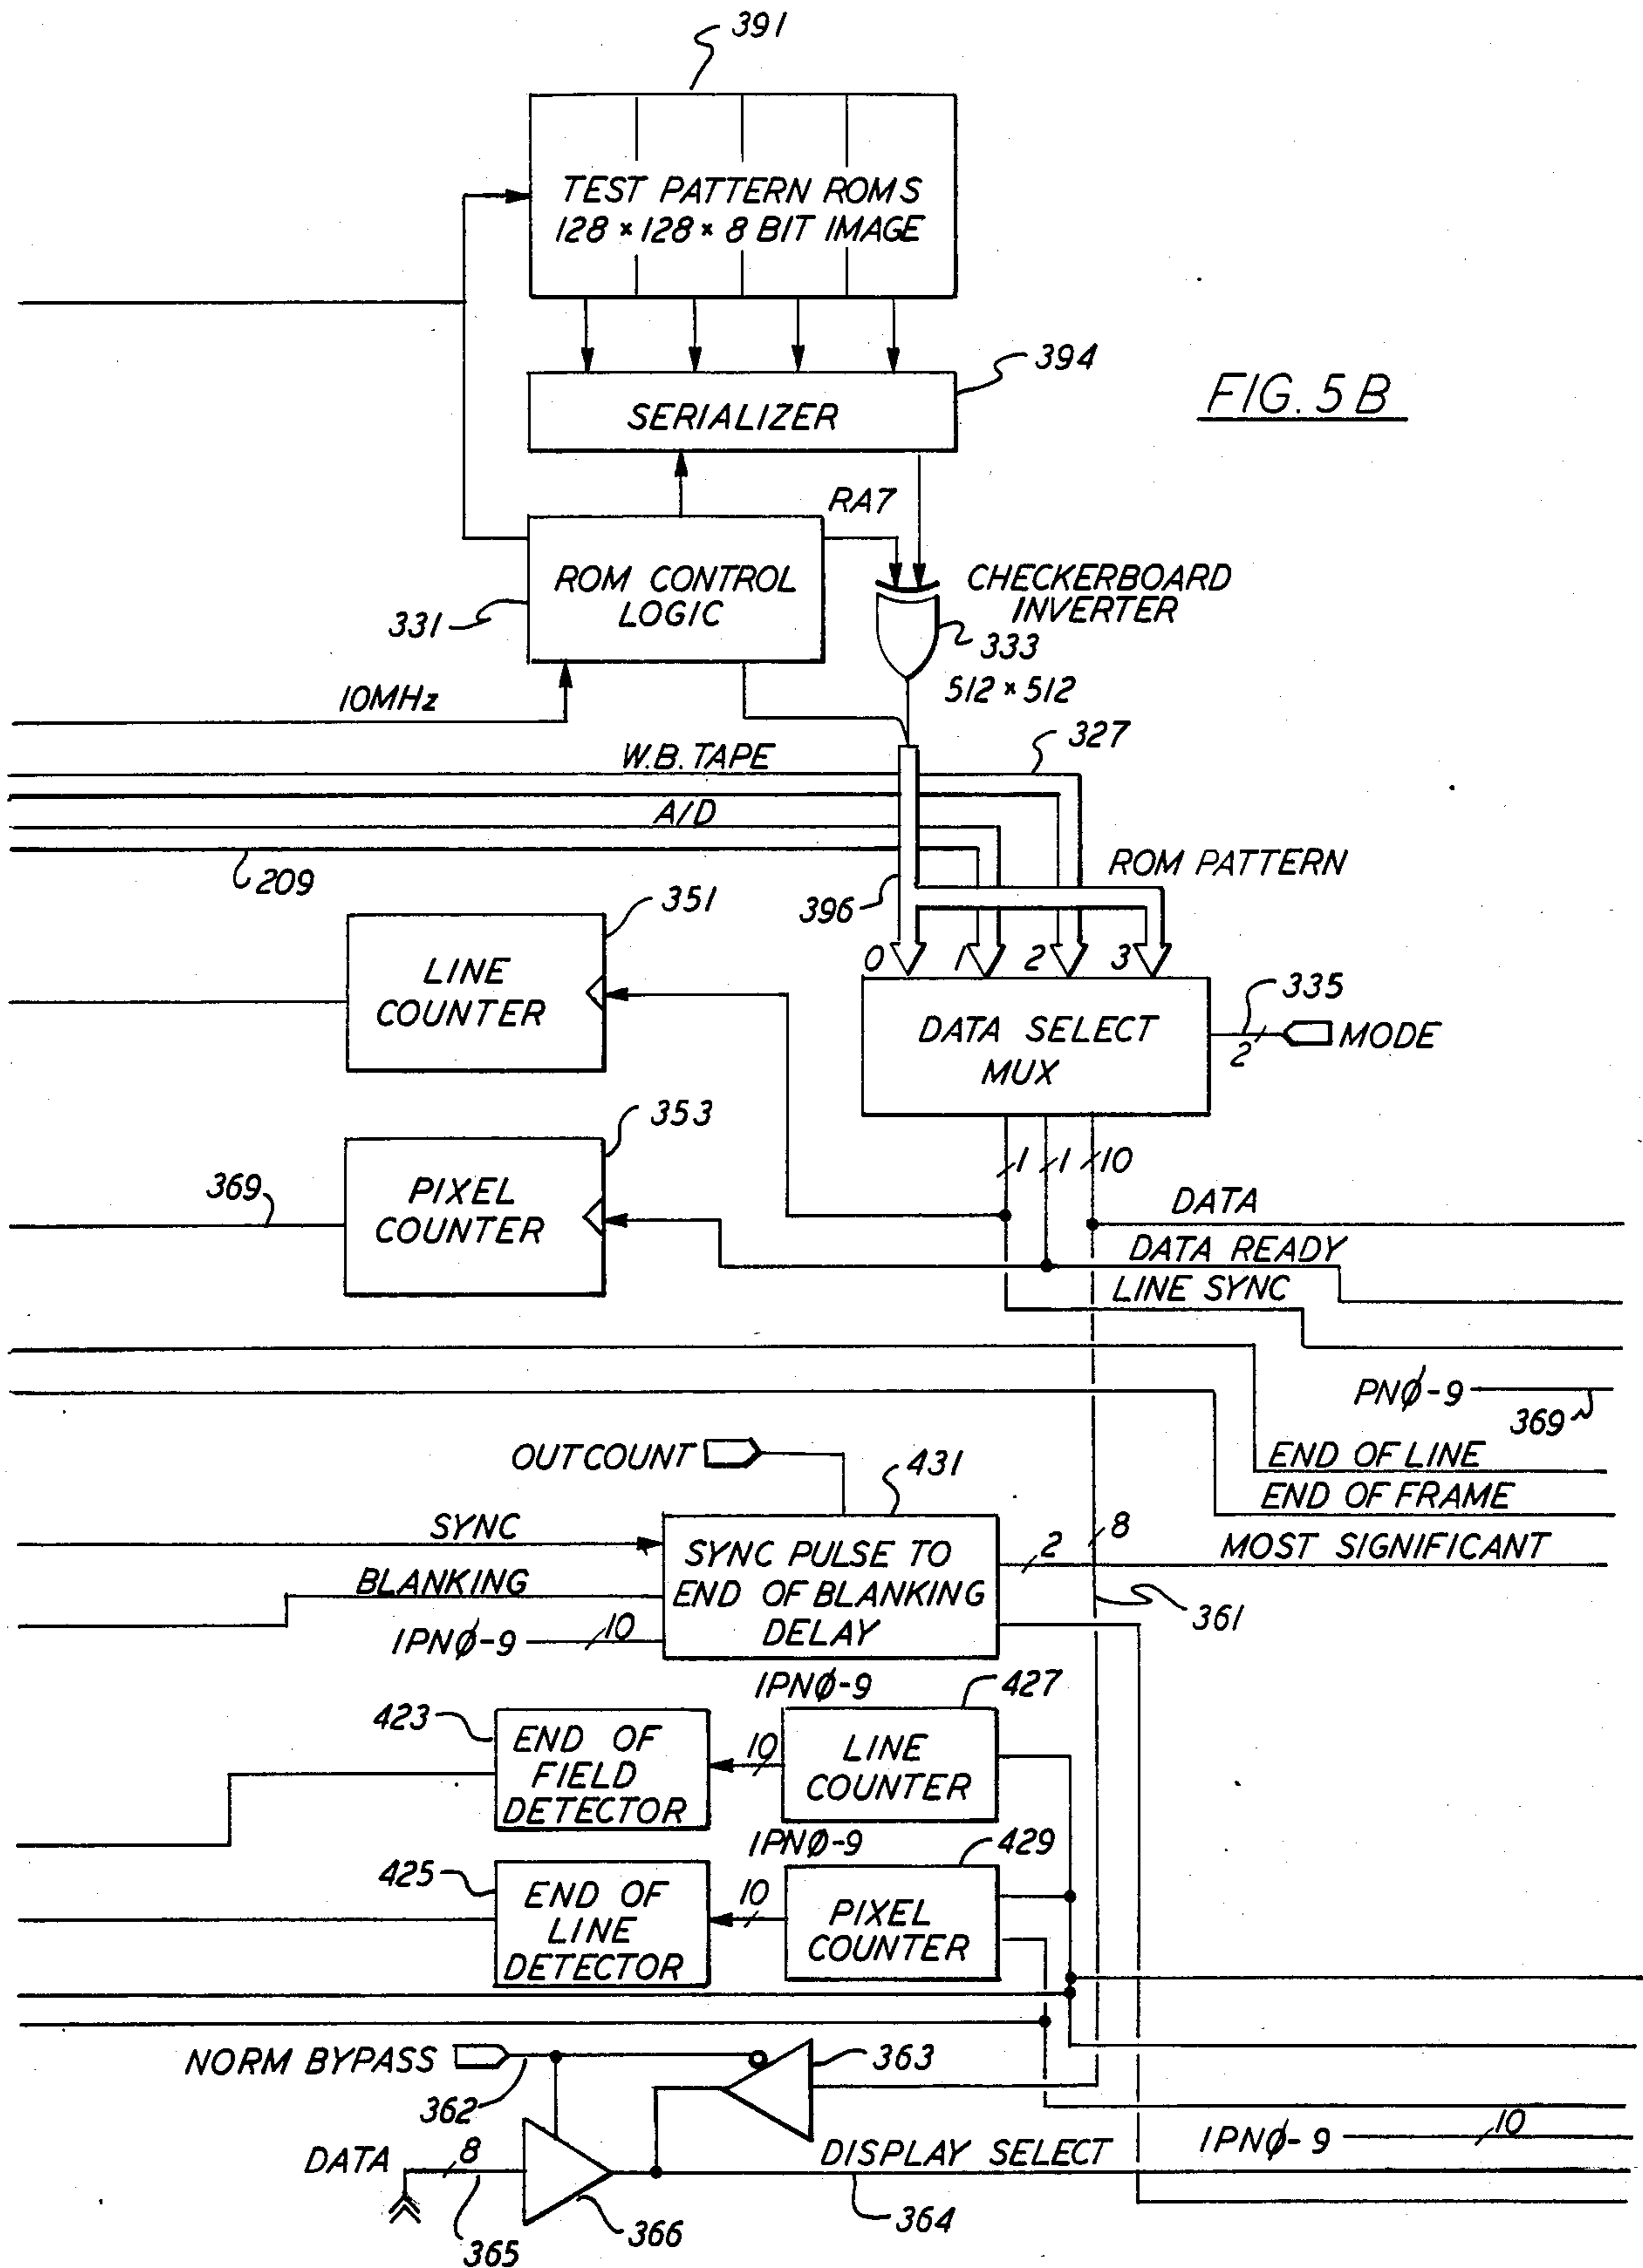 391
TEST PATTERN ROMS
128 × 128 × 8 BIT IMAGE
394
SERIALIZER
FIG. 5B
RA7
ROM CONTROL
LOGIC
331
CHECKERBOARD
INVERTER
333
512 × 512
10MHz
W.B. TAPE
327
A/D
209
ROM PATTERN
396
351
LINE
COUNTER
0
1
2
3
DATA SELECT
MUX
335
2
MODE
353
PIXEL
COUNTER
369
1
1
10
DATA
DATA READY
LINE SYNC
PNØ-9
369
OUTCOUNT
431
END OF LINE
END OF FRAME
SYNC
SYNC PULSE TO
END OF BLANKING
DELAY
2
8
MOST SIGNIFICANT
BLANKING
361
IPNØ-9
10
IPNØ-9
427
423
END OF
FIELD
DETECTOR
10
LINE
COUNTER
IPNØ-9
429
425
END OF
LINE
DETECTOR
10
PIXEL
COUNTER
NORM BYPASS
362
363
IPNØ-9
10
DATA
8
365
366
DISPLAY SELECT
364